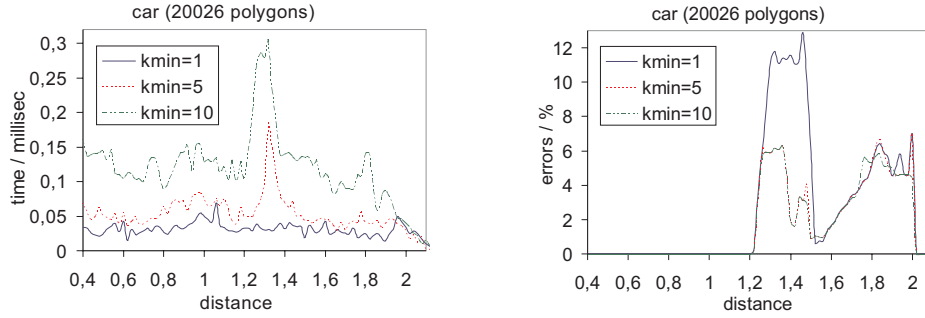 car (20026 polygons)
time / millisec
0,3
0,25
0,2
0,15
0,1
0,05
0
kmin=1
kmin=5
kmin=10
0,4 0,6 0,8 1 1,2 1,4 1,6 1,8 2
distance
car (20026 polygons)
errors / %
12
10
8
6
4
2
0
kmin=1
kmin=5
kmin=10
0,4 0,6 0,8 1 1,2 1,4 1,6 1,8 2
distance